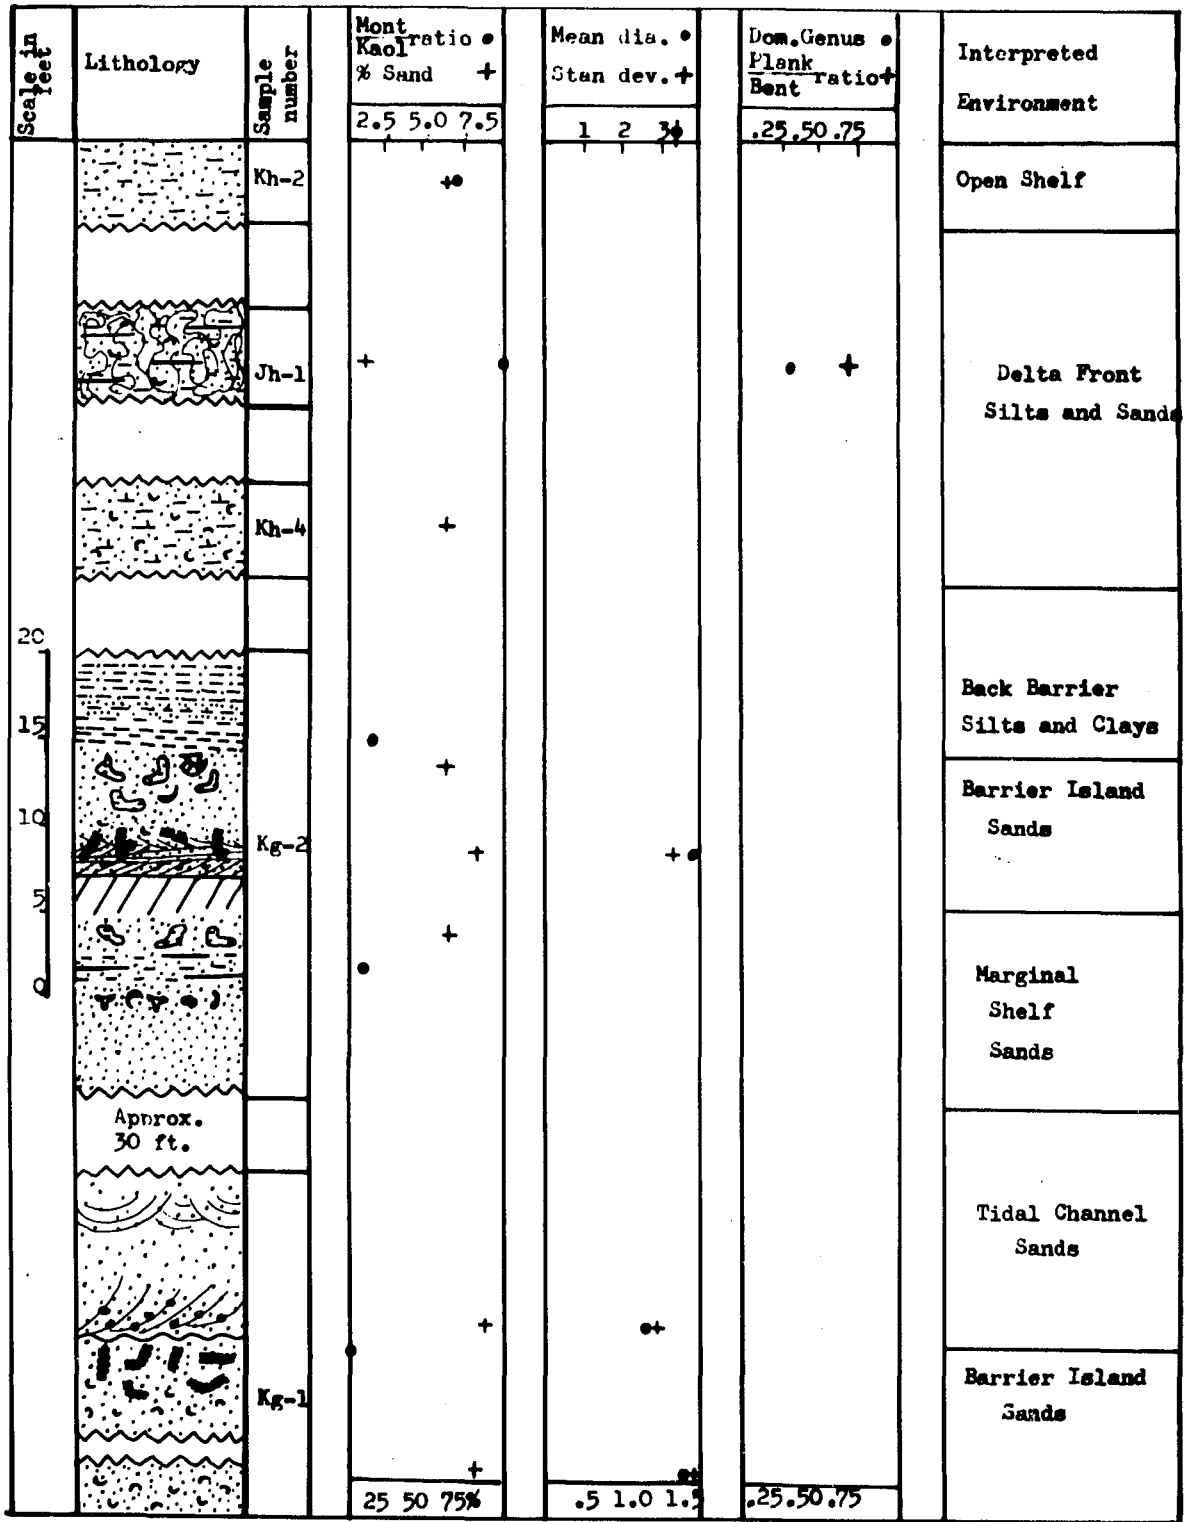 Scale in
feet
Lithology
Sample
number
Mont
Kaol ratio
% Sand +
Mean dia.
Stan dev. +
Dom.Genus
Plank
Bent ratio +
Interpreted
Environment
2.5 5.0 7.5
1 2 3
.25 .50 .75
Kh-2
Open Shelf
Jh-1
Delta Front
Silts and Sands
Kh-4
20
Back Barrier
Silts and Clays
15
Barrier Island
Sands
10
Kg-2
5
Marginal
Shelf
Sands
0
Approx.
30 ft.
Tidal Channel
Sands
Kg-1
Barrier Island
Sands
25 50 75%
.5 1.0 1.5
.25 .50 .75